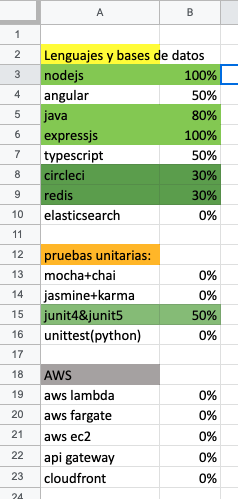 A B
1
2 Lenguajes y bases de datos
3 nodejs 100%
4 angular 50%
5 java 80%
6 expressjs 100%
7 typescript 50%
8 circleci 30%
9 redis 30%
10 elasticsearch 0%
11
12 pruebas unitarias:
13 mocha+chai 0%
14 jasmine+karma 0%
15 junit4&junit5 50%
16 unittest(python) 0%
17
18 AWS
19 aws lambda 0%
20 aws fargate 0%
21 aws ec2 0%
22 api gateway 0%
23 cloudfront 0%